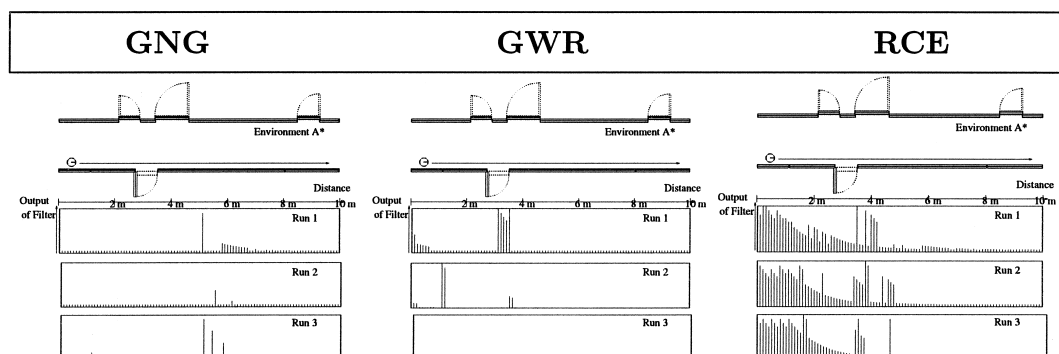 GNG
GWR
RCE
Environment A*
Environment A*
Environment A*
Distance
Output of Filter
2 m
4 m
6 m
8 m
10 m
Run 1
Run 2
Run 3
Distance
Output of Filter
2 m
4 m
6 m
8 m
10 m
Run 1
Run 2
Run 3
Distance
Output of Filter
2 m
4 m
6 m
8 m
10 m
Run 1
Run 2
Run 3